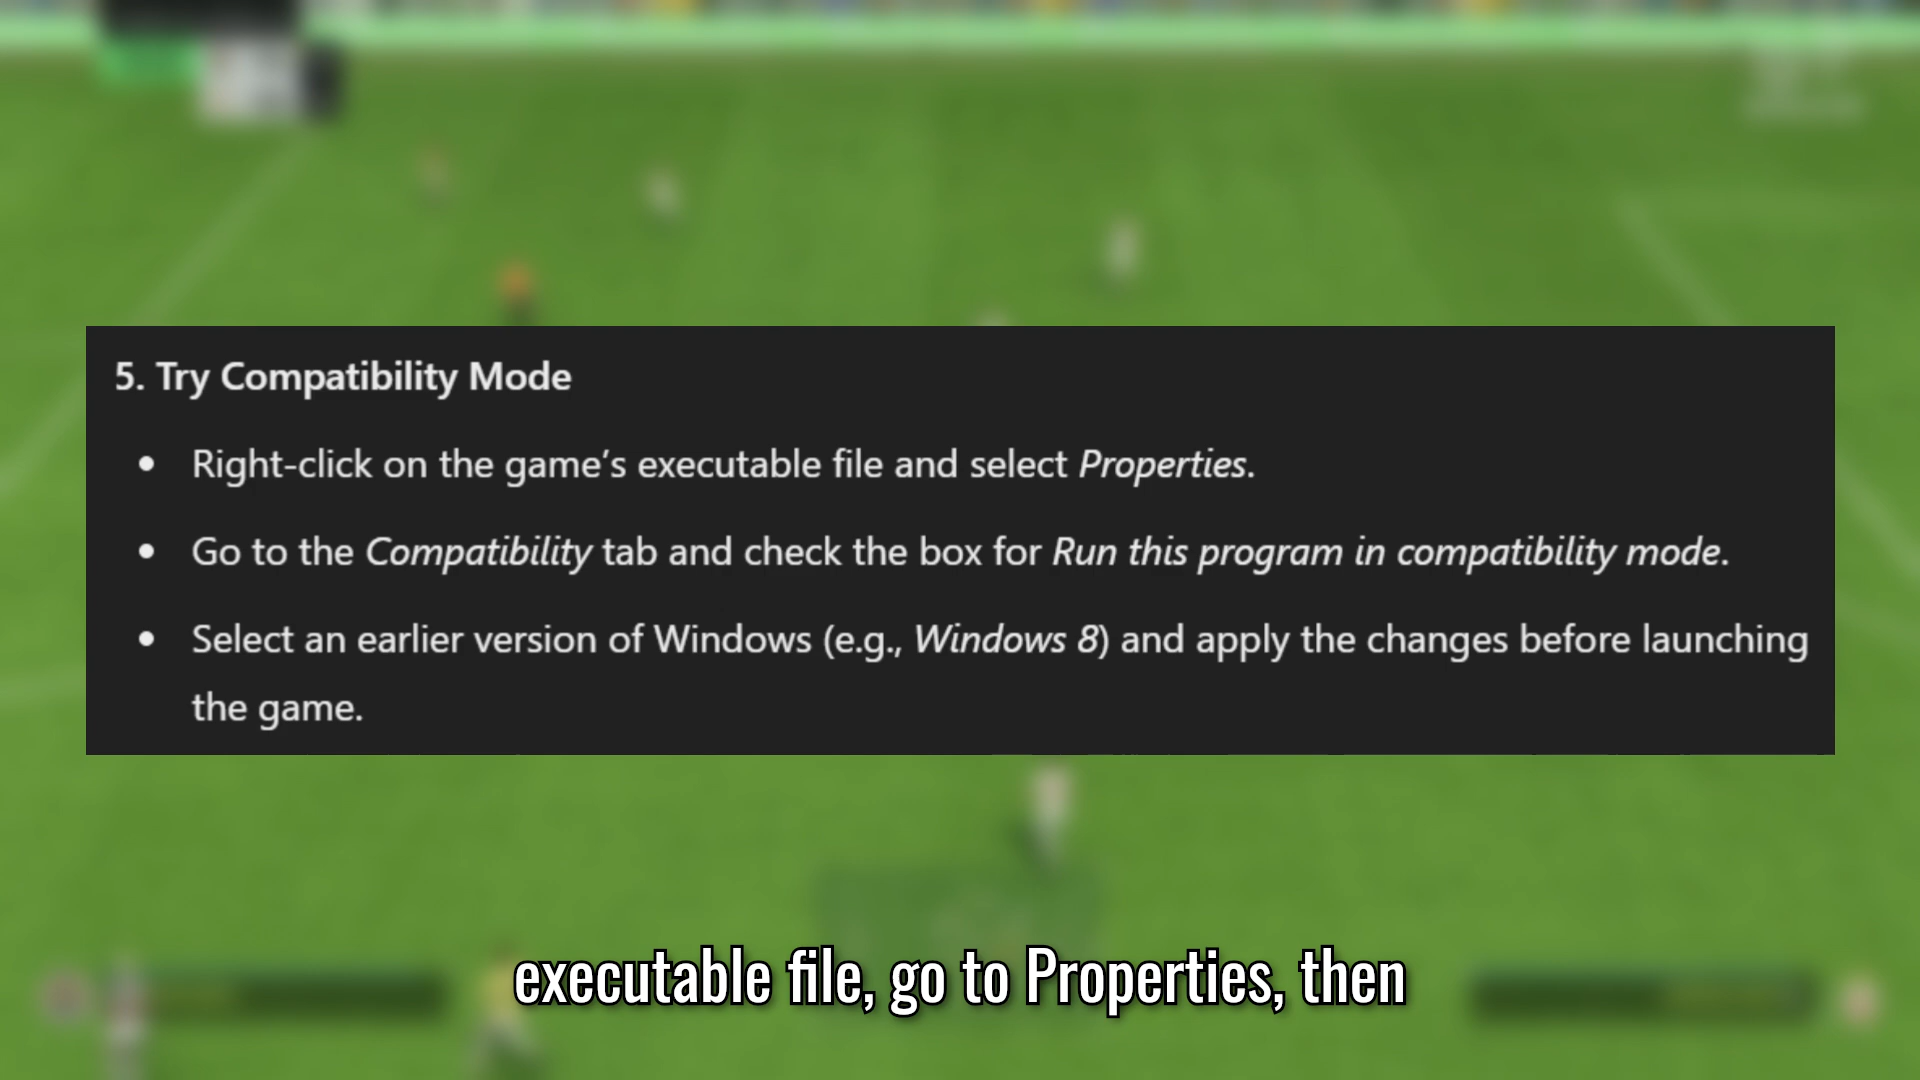 5. Try Compatibility Mode
• Right-click on the game’s executable file and select Properties.
• Go to the Compatibility tab and check the box for Run this program in compatibility mode.
• Select an earlier version of Windows (e.g., Windows 8) and apply the changes before launching
the game.
executable file, go to Properties, then